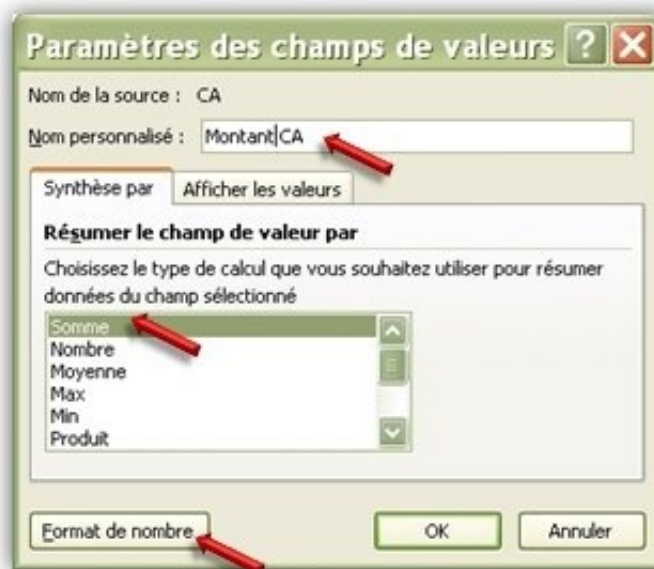 Paramètres des champs de valeurs ? X
Nom de la source : CA
Nom personnalisé : Montant CA
Synthèse par Afficher les valeurs
Résumer le champ de valeur par
Choisissez le type de calcul que vous souhaitez utiliser pour résumer
données du champ sélectionné
Somme
Nombre
Moyenne
Max
Min
Produit
Format de nombre OK Annuler